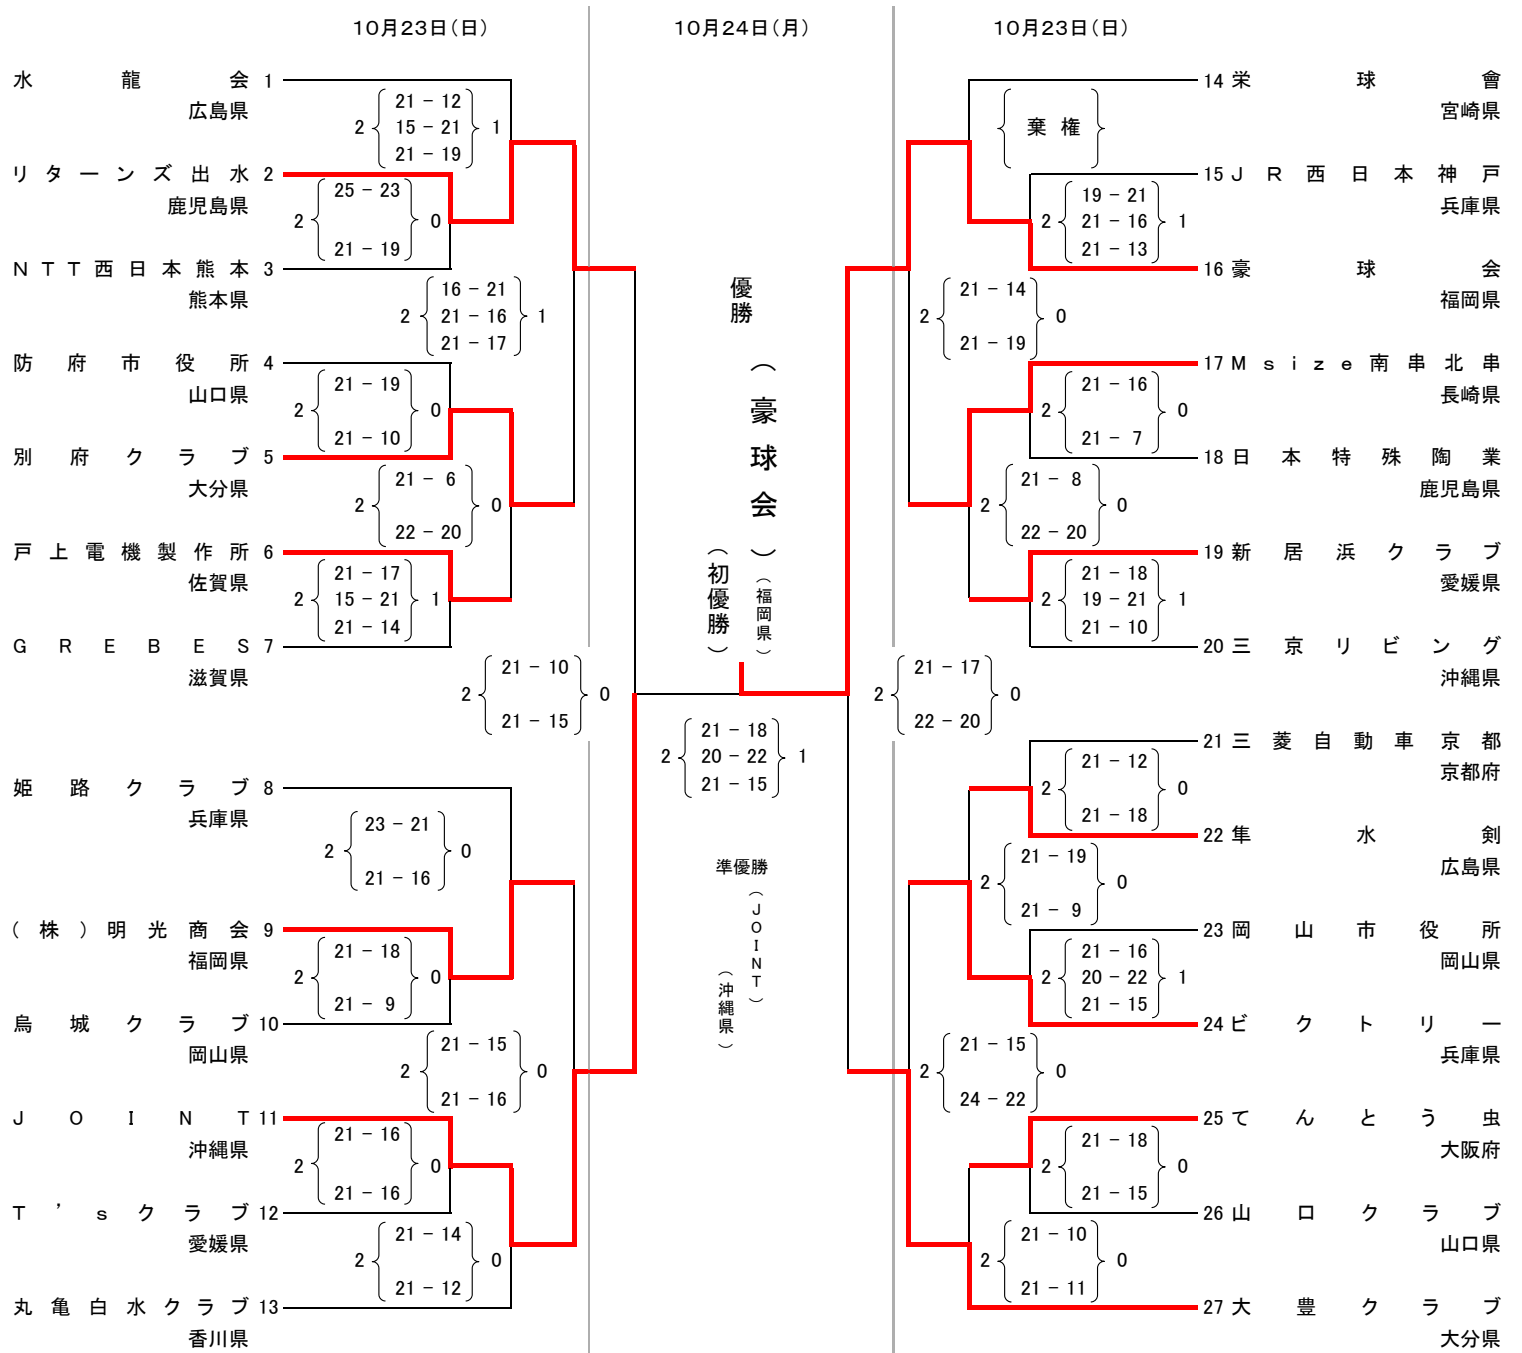 10月23日(日)
10月24日(月)
10月23日(日)
水龍会 1
広島県
2 21 − 12 1
15 − 21
21 − 19
リターンズ出水 2
鹿児島県
2 25 − 23 0
21 − 19
NTT西日本熊本 3
熊本県
2 16 − 21 1
21 − 16
21 − 17
防府市役所 4
山口県
2 21 − 19 0
21 − 10
別府クラブ 5
大分県
2 21 − 6 0
22 − 20
戸上電機製作所 6
佐賀県
2 21 − 17 1
15 − 21
21 − 14
GREBES 7
滋賀県
2 21 − 10 0
21 − 15
姫路クラブ 8
兵庫県
2 23 − 21 0
21 − 16
(株)明光商会 9
福岡県
2 21 − 18 0
21 − 9
烏城クラブ 10
岡山県
2 21 − 15 0
21 − 16
JOINT 11
沖縄県
2 21 − 16 0
21 − 16
T’sクラブ 12
愛媛県
2 21 − 14 0
21 − 12
丸亀白水クラブ 13
香川県
優勝
(豪球会)
(福岡県)
(初優勝)
2 21 − 18 1
20 − 22
21 − 15
準優勝
(JOINT)
(沖縄県)
14 栄球會
宮崎県
棄権
15 JR西日本神戸
兵庫県
2 19 − 21 1
21 − 16
21 − 13
16 豪球会
福岡県
2 21 − 14 0
21 − 19
17 Msize南串北串
長崎県
2 21 − 16 0
21 − 7
18 日本特殊陶業
鹿児島県
2 21 − 8 0
22 − 20
19 新居浜クラブ
愛媛県
2 21 − 18 1
19 − 21
21 − 10
20 三京リビング
沖縄県
2 21 − 17 0
22 − 20
21 三菱自動車京都
京都府
2 21 − 12 0
21 − 18
22 隼水剣
広島県
2 21 − 19 0
21 − 9
23 岡山市役所
岡山県
2 21 − 16 1
20 − 22
21 − 15
24 ビクトリー
兵庫県
2 21 − 15 0
24 − 22
25 てんとう虫
大阪府
2 21 − 18 0
21 − 15
26 山口クラブ
山口県
2 21 − 10 0
21 − 11
27 大豊クラブ
大分県